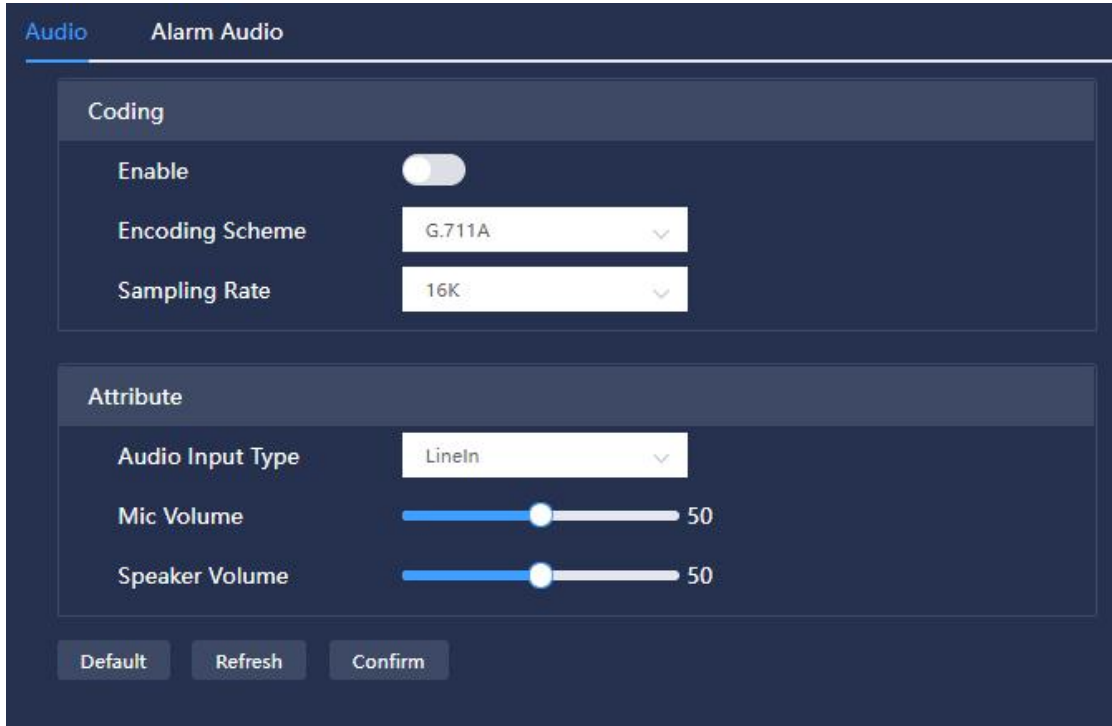 Audio Alarm Audio
Coding
Enable
Encoding Scheme G.711A
Sampling Rate 16K
Attribute
Audio Input Type LineIn
Mic Volume 50
Speaker Volume 50
Default Refresh Confirm